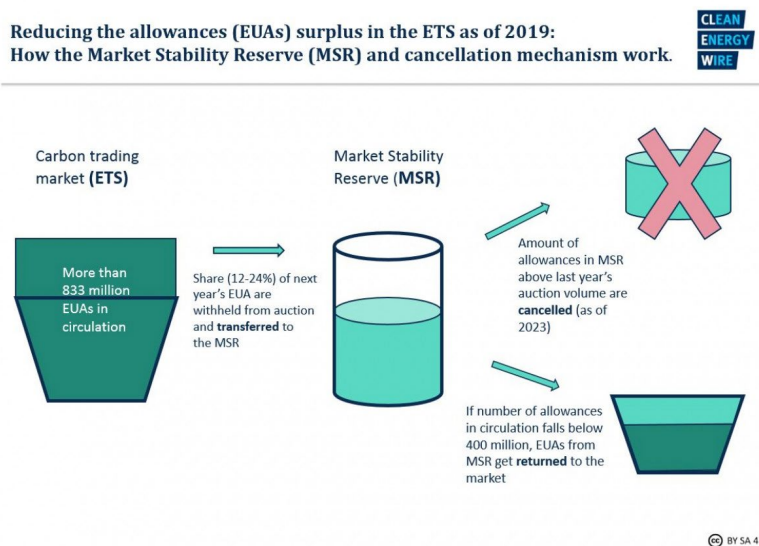 Reducing the allowances (EUAs) surplus in the ETS as of 2019:
How the Market Stability Reserve (MSR) and cancellation mechanism work.
CLEAN
ENERGY
WIRE
Carbon trading
market (ETS)
Market Stability
Reserve (MSR)
More than
833 million
EUAs in
circulation
Share (12-24%) of next
year's EUA are
withheld from auction
and transferred to
the MSR
Amount of
allowances in MSR
above last year's
auction volume are
cancelled (as of
2023)
If number of allowances
in circulation falls below
400 million, EUAs from
MSR get returned to the
market
cc BY SA 4